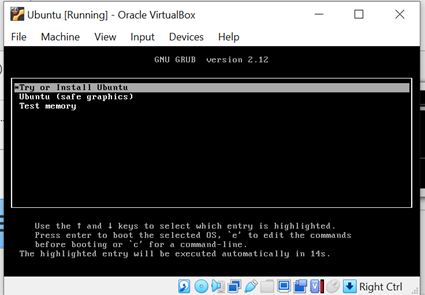 Ubuntu [Running] - Oracle VirtualBox
File Machine View Input Devices Help
GNU GRUB version 2.12
*Try or Install Ubuntu
Ubuntu (safe graphics)
Test memory
Use the ↑ and ↓ keys to select which entry is highlighted.
Press enter to boot the selected OS, `e' to edit the commands
before booting or `c' for a command-line.
The highlighted entry will be executed automatically in 14s.
Right Ctrl